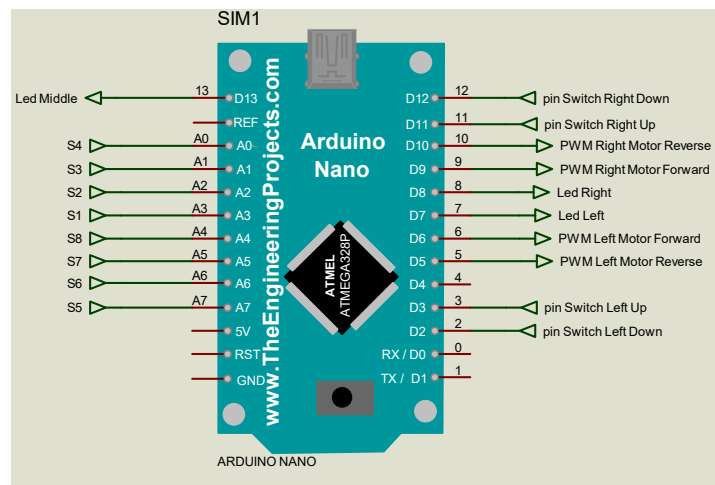 SIM1
Led Middle 13 D13
REF
S4 A0 A0
S3 A1 A1
S2 A2 A2
S1 A3 A3
S8 A4 A4
S7 A5 A5
S6 A6 A6
S5 A7 A7
5V
RST
GND
www.TheEngineeringProjects.com
Arduino
Nano
ATMEL
ATMEGA328P
D12 12 pin Switch Right Down
D11 11 pin Switch Right Up
D10 10 PWM Right Motor Reverse
D9 9 PWM Right Motor Forward
D8 8 Led Right
D7 7 Led Left
D6 6 PWM Left Motor Forward
D5 5 PWM Left Motor Reverse
D4 4
D3 3 pin Switch Left Up
D2 2 pin Switch Left Down
RX / D0 0
TX / D1 1
ARDUINO NANO